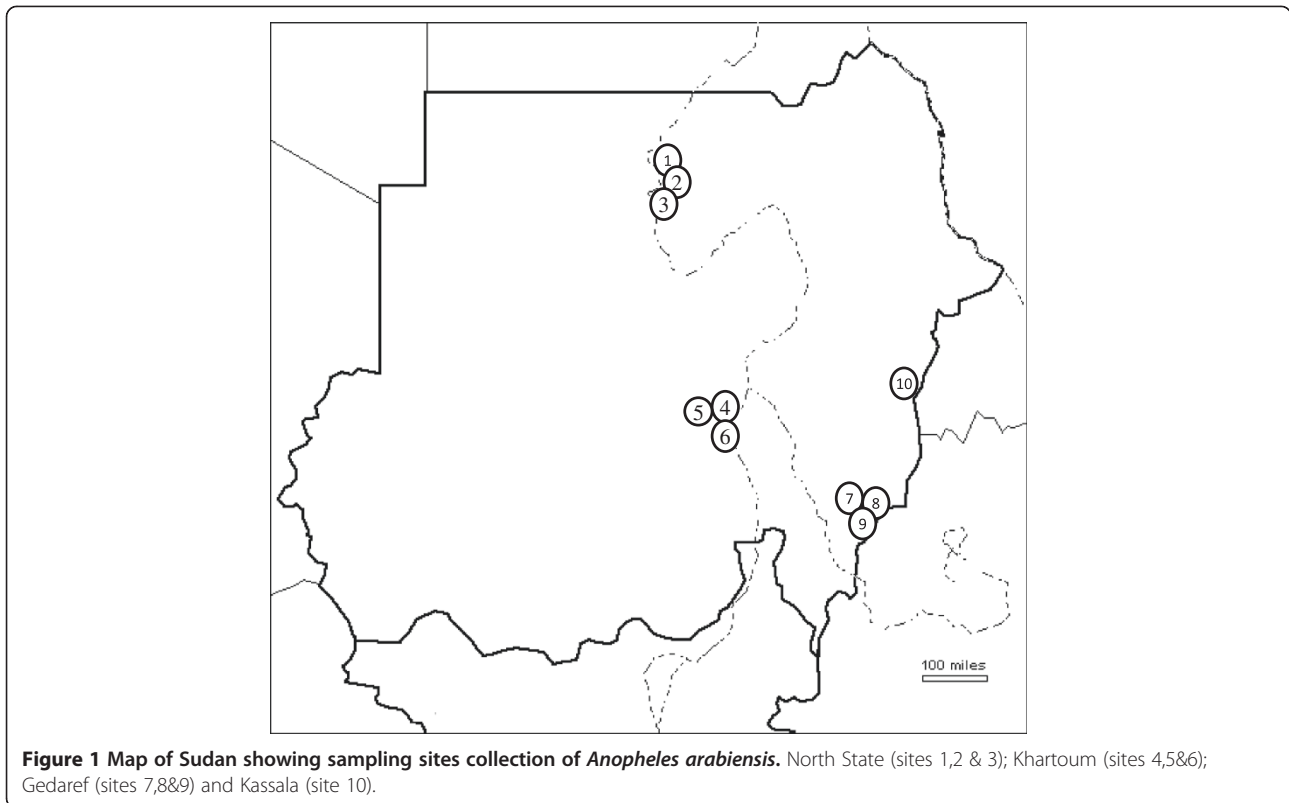 1
2
3
10
5 4
6
7 8
9
100 miles
Figure 1 Map of Sudan showing sampling sites collection of Anopheles arabiensis. North State (sites 1,2 & 3); Khartoum (sites 4,5&6);
Gedaref (sites 7,8&9) and Kassala (site 10).